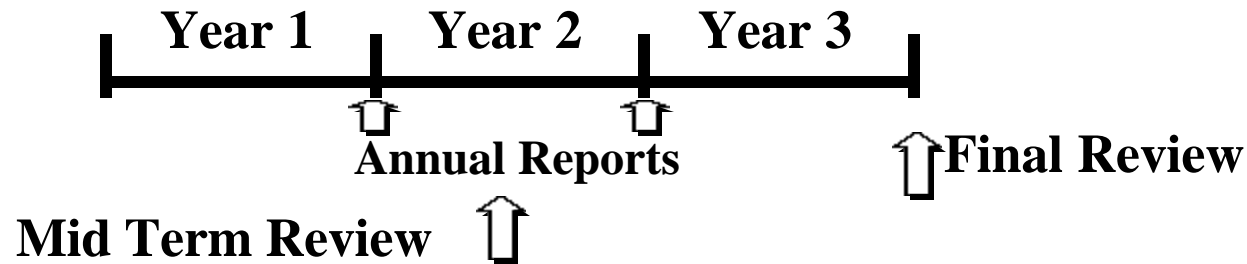 Year 1 Year 2 Year 3
Annual Reports
Final Review
Mid Term Review